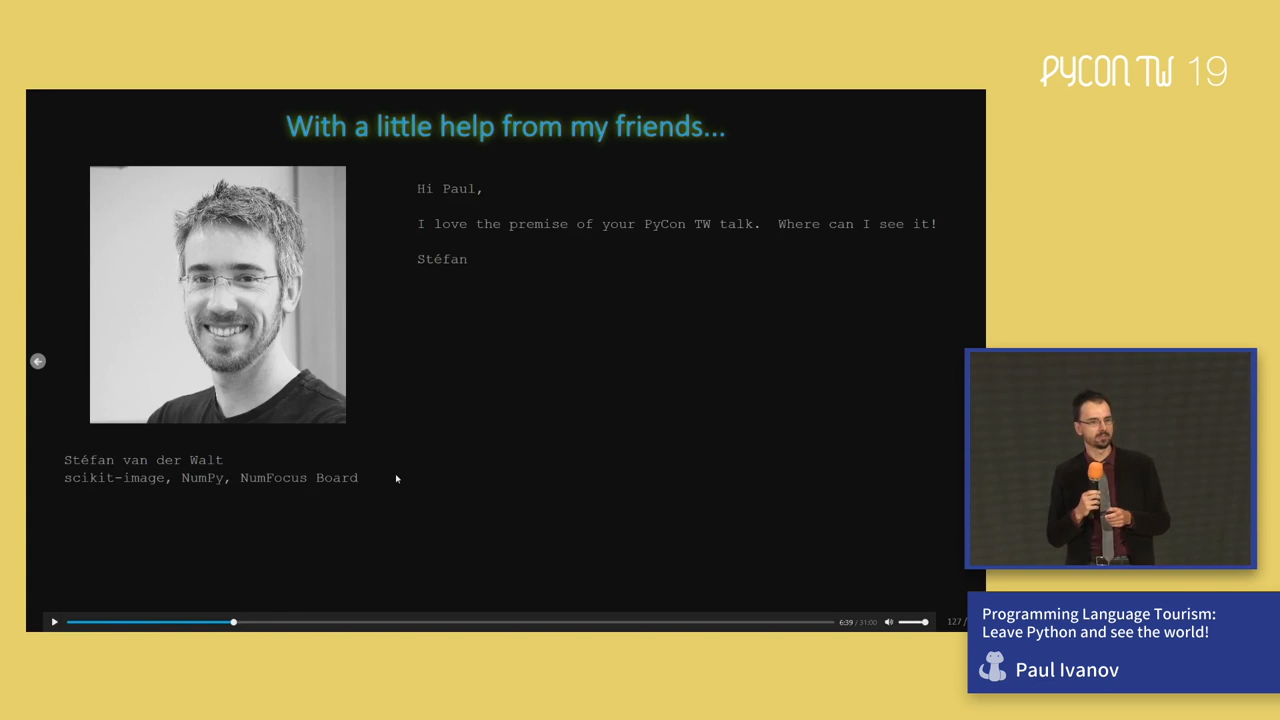 PYCON TW 19
With a little help from my friends...
Hi Paul,
I love the premise of your PyCon TW talk. Where can I see it!
Stéfan
Stéfan van der Walt
scikit-image, NumPy, NumFocus Board
6:39 / 31:00
127 /
Programming Language Tourism:
Leave Python and see the world!
Paul Ivanov